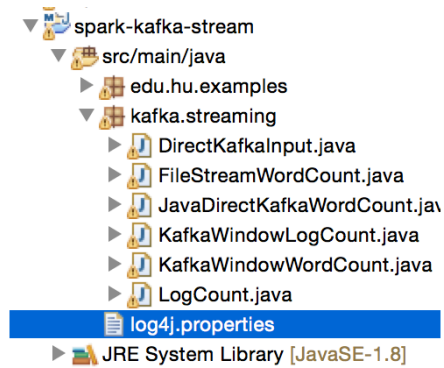 spark-kafka-stream
src/main/java
edu.hu.examples
kafka.streaming
DirectKafkaInput.java
FileStreamWordCount.java
JavaDirectKafkaWordCount.jav
KafkaWindowLogCount.java
KafkaWindowWordCount.java
LogCount.java
log4j.properties
JRE System Library [JavaSE-1.8]